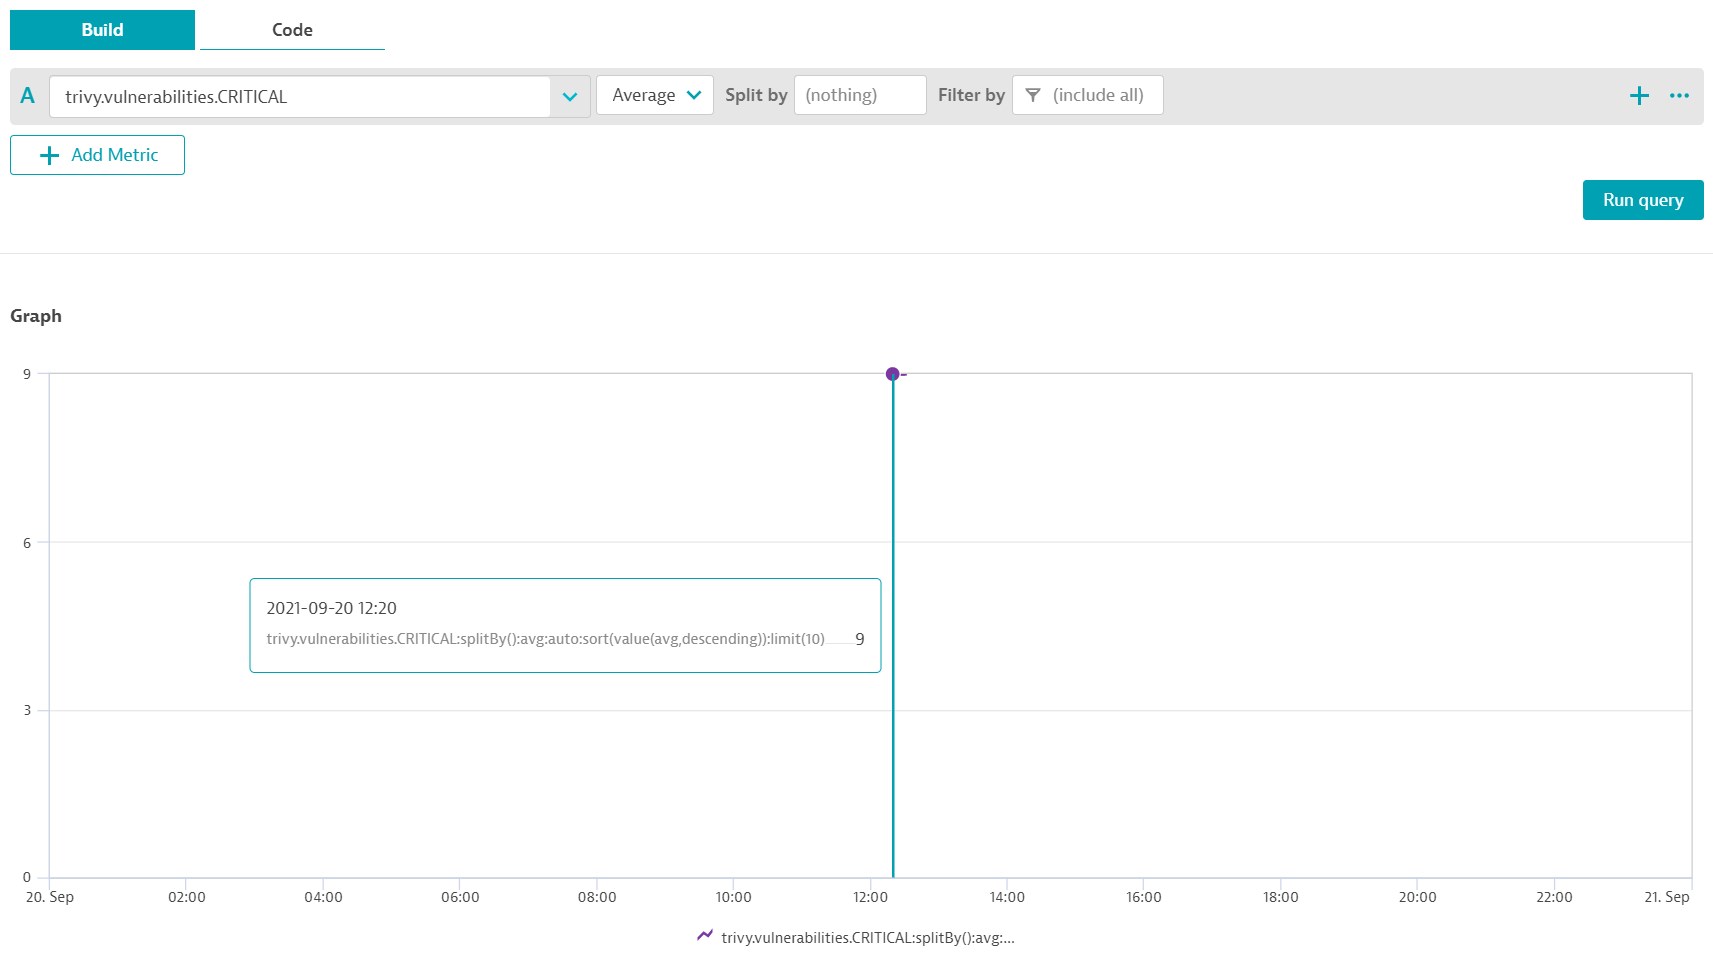 Build Code
A trivy.vulnerabilities.CRITICAL Average Split by (nothing) Filter by (include all)
Add Metric
Run query
Graph
9
6
2021-09-20 12:20
trivy.vulnerabilities.CRITICAL:splitBy():avg:auto:sort(value(avg,descending)):limit(10) 9
3
0
20. Sep 02:00 04:00 06:00 08:00 10:00 12:00 14:00 16:00 18:00 20:00 22:00 21. Sep
trivy.vulnerabilities.CRITICAL:splitBy():avg:...